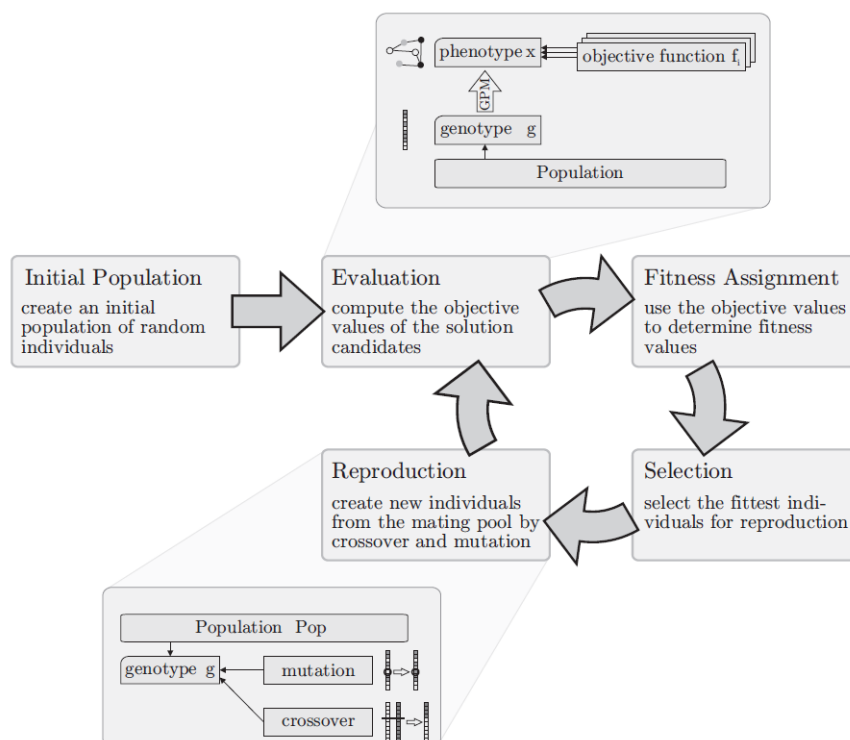 phenotype x
objective function fᵢ
GPM
genotype g
Population
Initial Population
create an initial
population of random
individuals
Evaluation
compute the objective
values of the solution
candidates
Fitness Assignment
use the objective values
to determine fitness
values
Reproduction
create new individuals
from the mating pool by
crossover and mutation
Selection
select the fittest indi-
viduals for reproduction
Population Pop
genotype g
mutation
crossover